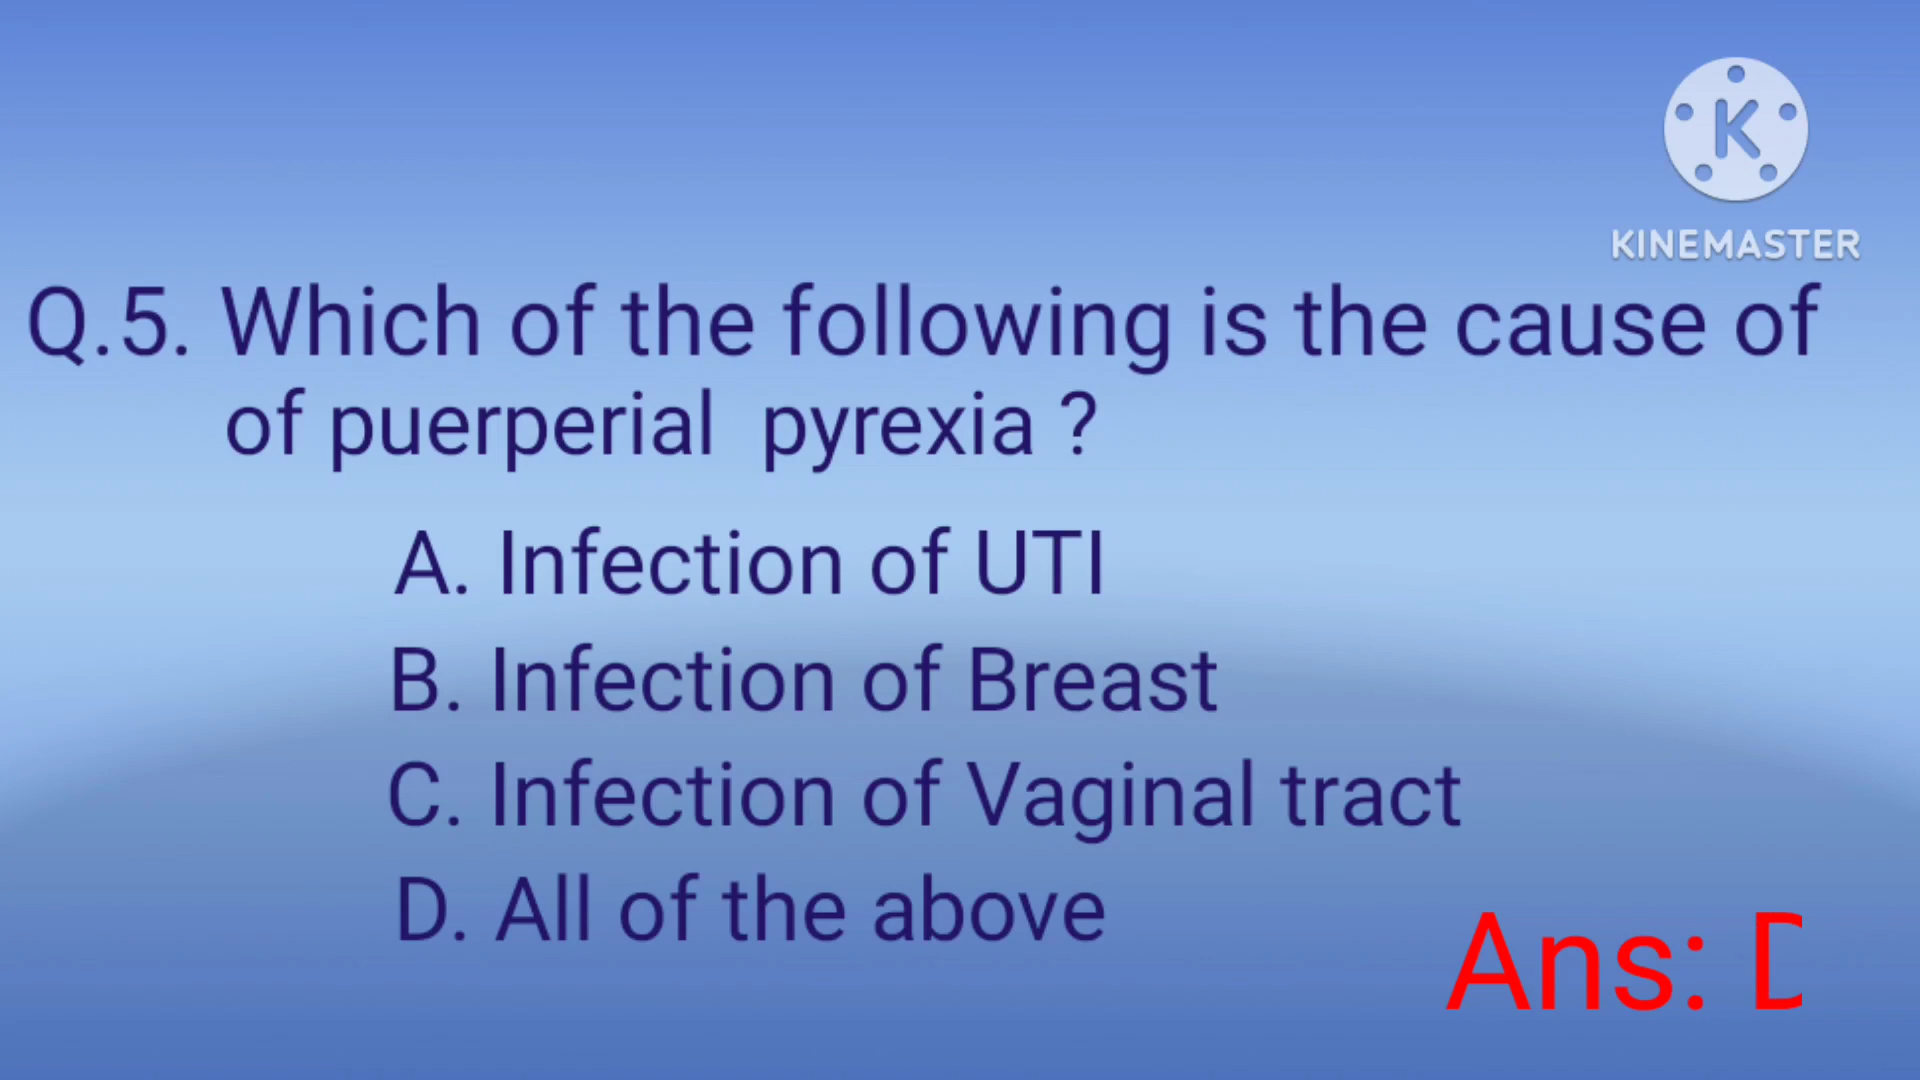 K
KINEMASTER
Q.5. Which of the following is the cause of
of puerperial pyrexia ?
A. Infection of UTI
B. Infection of Breast
C. Infection of Vaginal tract
D. All of the above
Ans: D